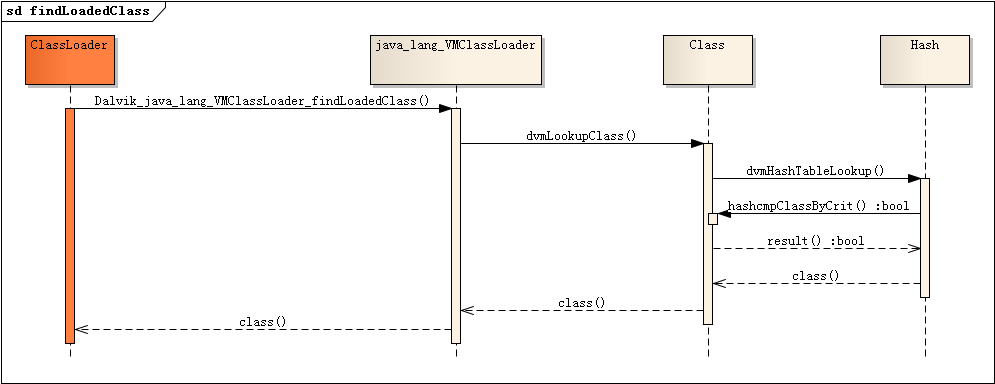 sd findLoadedClass
ClassLoader
java_lang_VMClassLoader
Class
Hash
Dalvik_java_lang_VMClassLoader_findLoadedClass()
dvmLookupClass()
dvmHashTableLookup()
hashcmpClassByCrit() :bool
result() :bool
class()
class()
class()